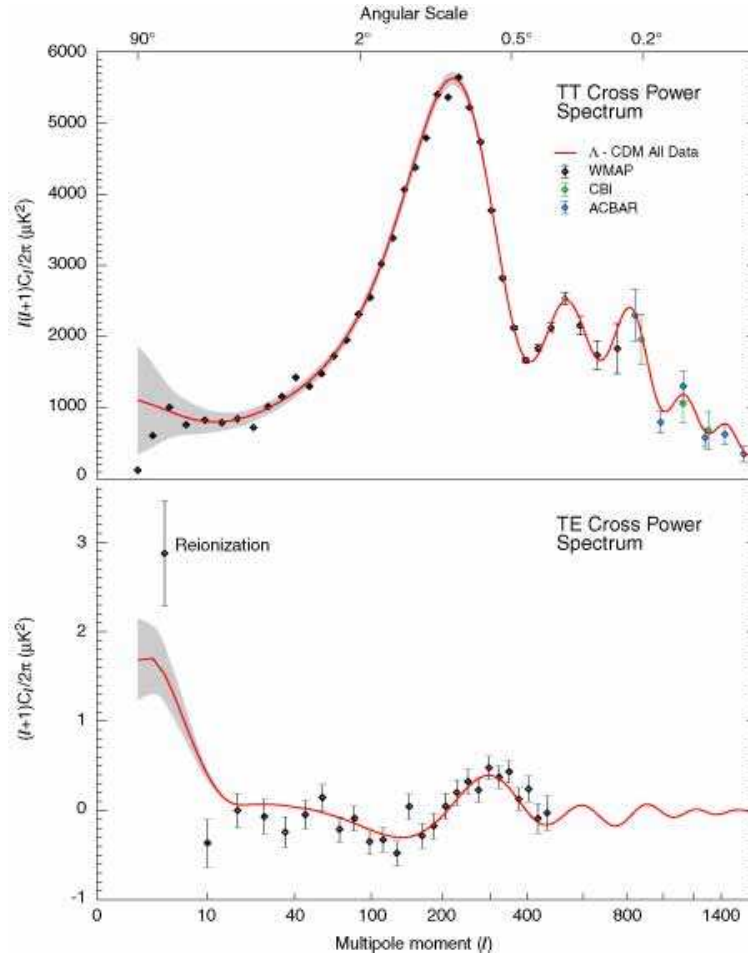 Angular Scale
90° 2° 0.5° 0.2°
6000
5000
4000
3000
2000
1000
0
l(l+1)Cl/2π (μK²)
TT Cross Power
Spectrum
Λ - CDM All Data
WMAP
CBI
ACBAR
3
2
1
0
-1
(l+1)Cl/2π (μK²)
Reionization
TE Cross Power
Spectrum
0 10 40 100 200 400 800 1400
Multipole moment (l)